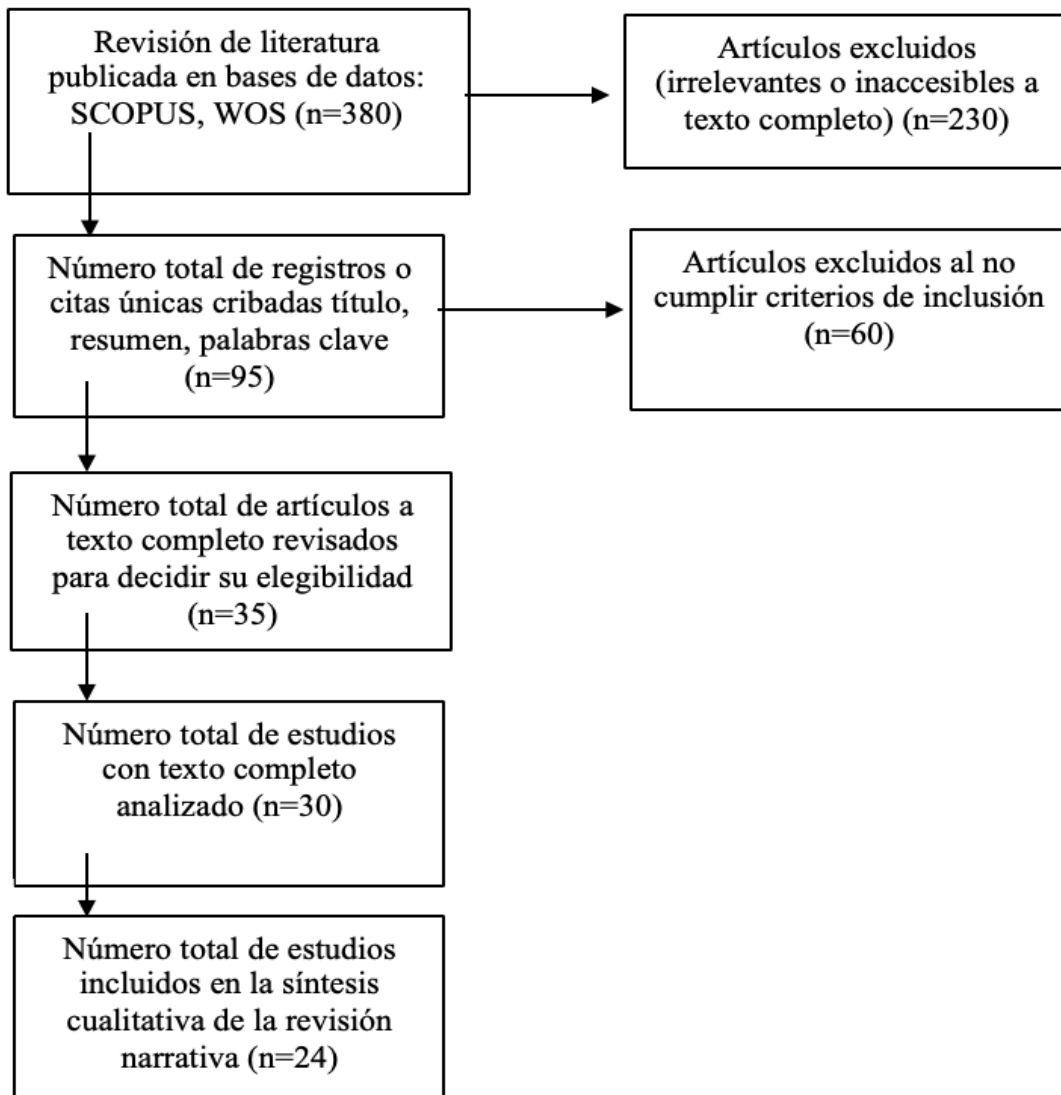 Revisión de literatura
publicada en bases de datos:
SCOPUS, WOS (n=380)
Artículos excluidos
(irrelevantes o inaccesibles a
texto completo) (n=230)
Número total de registros o
citas únicas cribadas título,
resumen, palabras clave
(n=95)
Artículos excluidos al no
cumplir criterios de inclusión
(n=60)
Número total de artículos a
texto completo revisados
para decidir su elegibilidad
(n=35)
Número total de estudios
con texto completo
analizado (n=30)
Número total de estudios
incluidos en la síntesis
cualitativa de la revisión
narrativa (n=24)